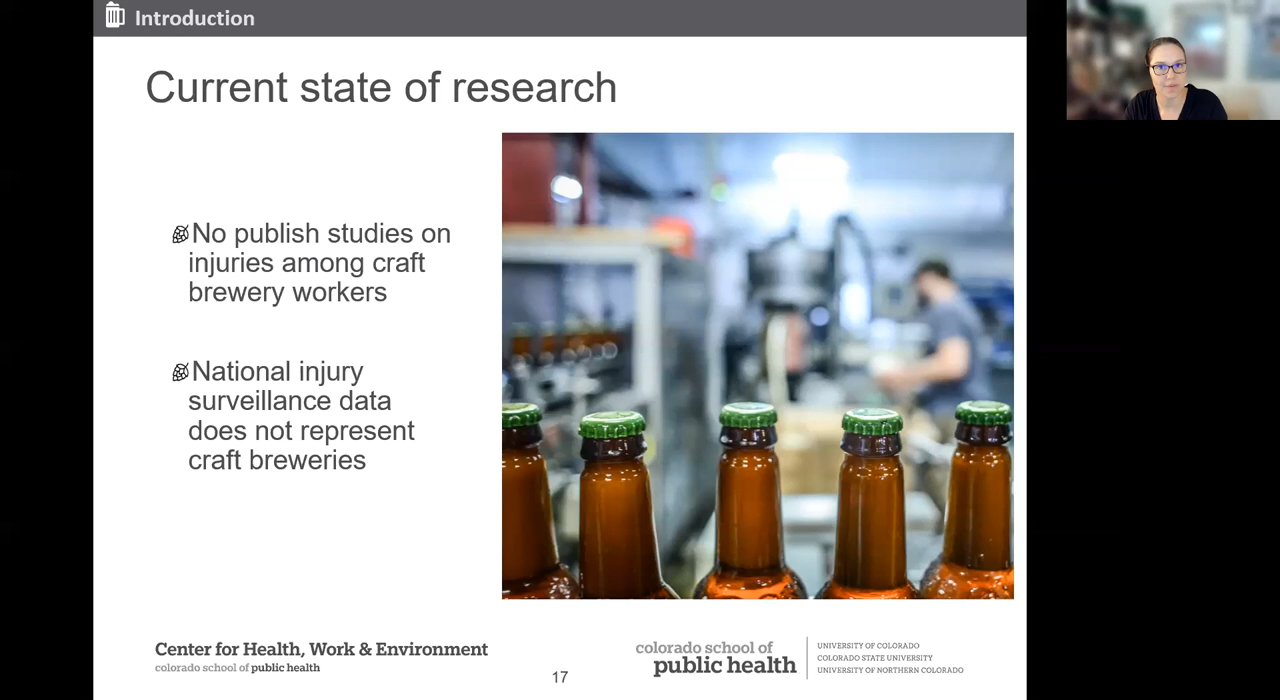 Introduction
Current state of research
No publish studies on
injuries among craft
brewery workers
National injury
surveillance data
does not represent
craft breweries
Center for Health, Work & Environment
colorado school of public health
17
colorado school of
public health
UNIVERSITY OF COLORADO
COLORADO STATE UNIVERSITY
UNIVERSITY OF NORTHERN COLORADO